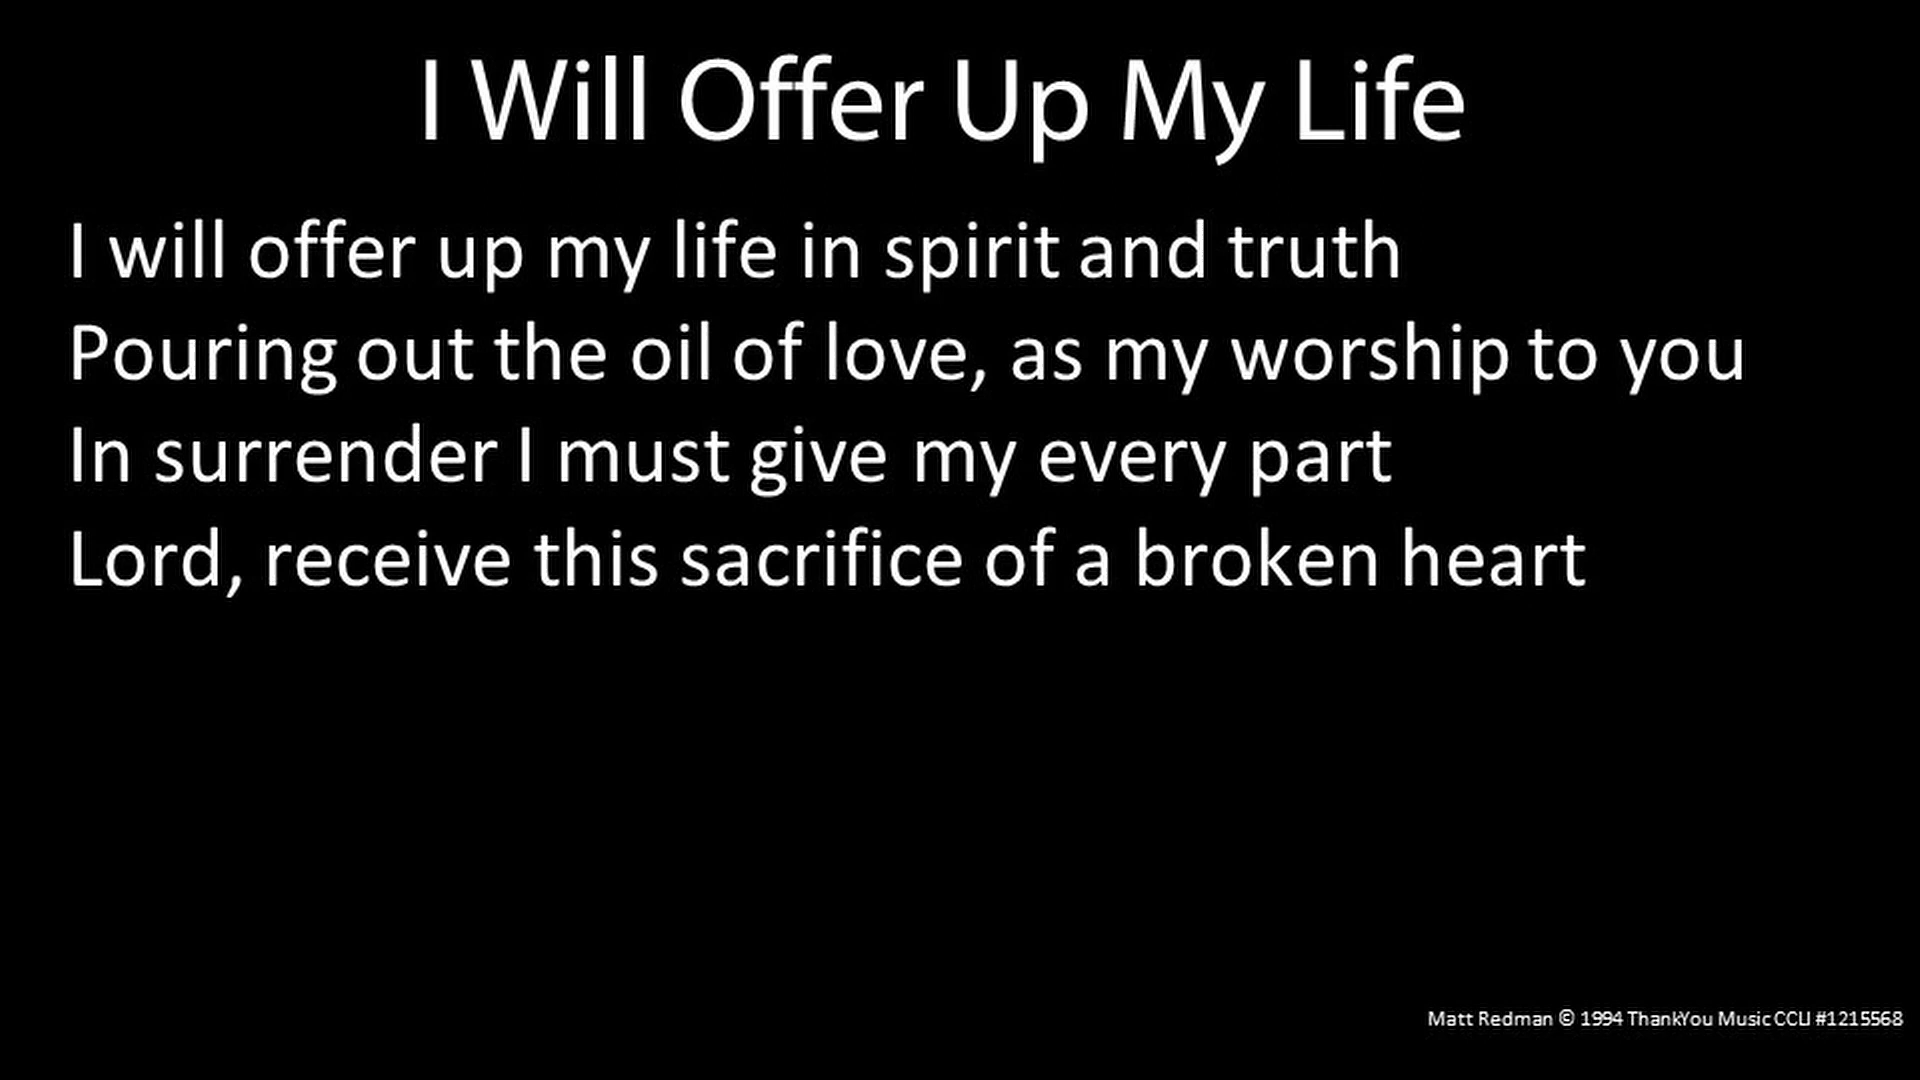 I Will Offer Up My Life
I will offer up my life in spirit and truth
Pouring out the oil of love, as my worship to you
In surrender I must give my every part
Lord, receive this sacrifice of a broken heart
Matt Redman © 1994 ThankYou Music CCLI #1215568